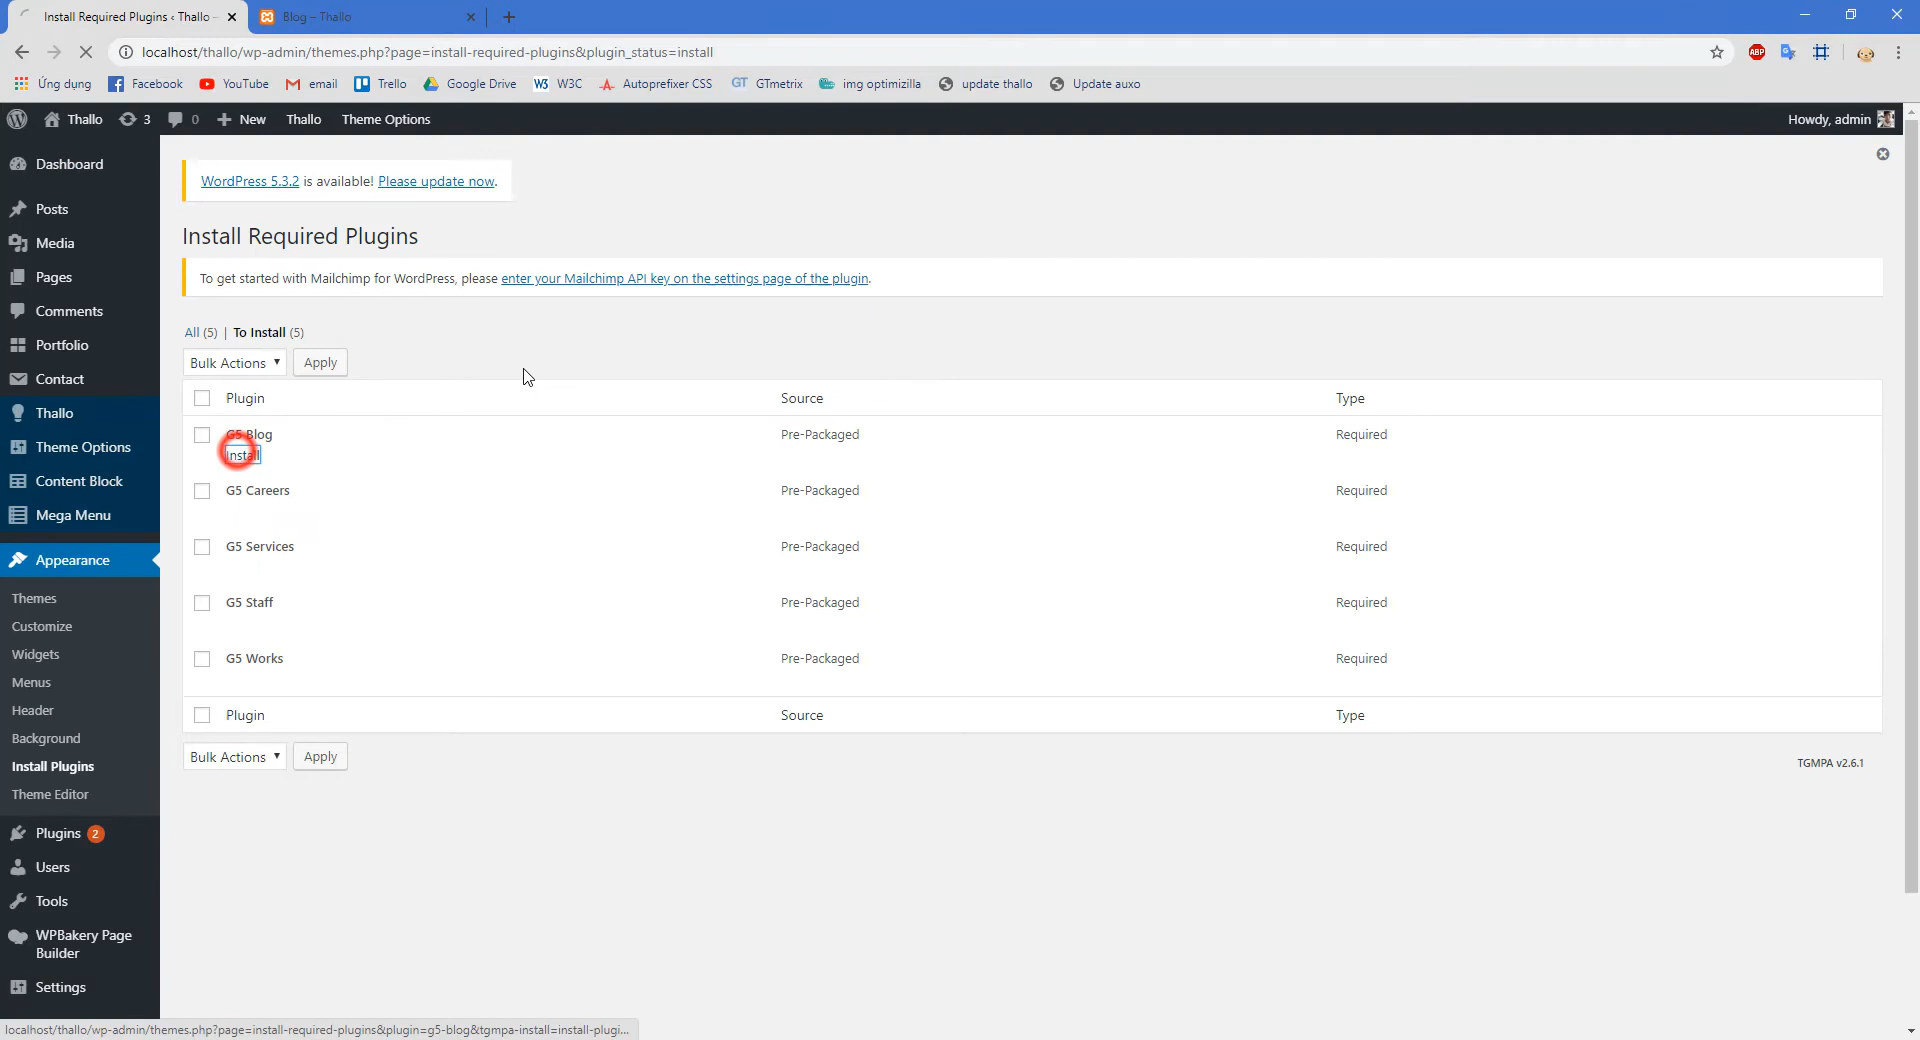 Install Required Plugins ‹ Thallo –
Blog – Thallo
localhost/thallo/wp-admin/themes.php?page=install-required-plugins&plugin_status=install
ABP
Ứng dụng Facebook YouTube email Trello Google Drive W3 W3C Autoprefixer CSS GT GTmetrix img optimizilla update thallo Update auxo
Thallo 3 0 New Thallo Theme Options Howdy, admin
Dashboard
Posts
Media
Pages
Comments
Portfolio
Contact
Thallo
Theme Options
Content Block
Mega Menu
Appearance
Themes
Customize
Widgets
Menus
Header
Background
Install Plugins
Theme Editor
Plugins 2
Users
Tools
WPBakery Page
Builder
Settings
WordPress 5.3.2 is available! Please update now.
Install Required Plugins
To get started with Mailchimp for WordPress, please enter your Mailchimp API key on the settings page of the plugin.
All (5) | To Install (5)
Bulk Actions Apply
Plugin Source Type
G5 Blog Pre-Packaged Required
Install
G5 Careers Pre-Packaged Required
G5 Services Pre-Packaged Required
G5 Staff Pre-Packaged Required
G5 Works Pre-Packaged Required
Plugin Source Type
Bulk Actions Apply
TGMPA v2.6.1
localhost/thallo/wp-admin/themes.php?page=install-required-plugins&plugin=g5-blog&tgmpa-install=install-plugi...